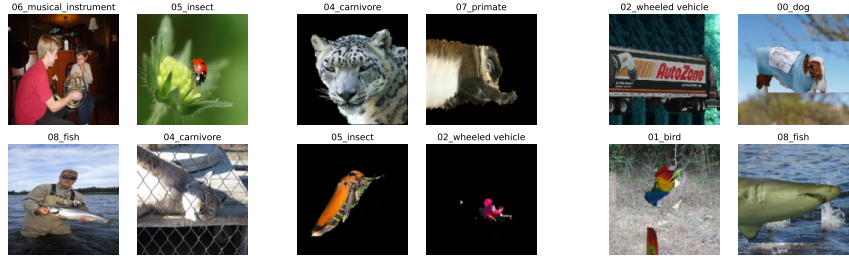 06_musical_instrument
05_insect
04_carnivore
07_primate
02_wheeled vehicle
00_dog
AutoZone
08_fish
04_carnivore
05_insect
02_wheeled vehicle
01_bird
08_fish